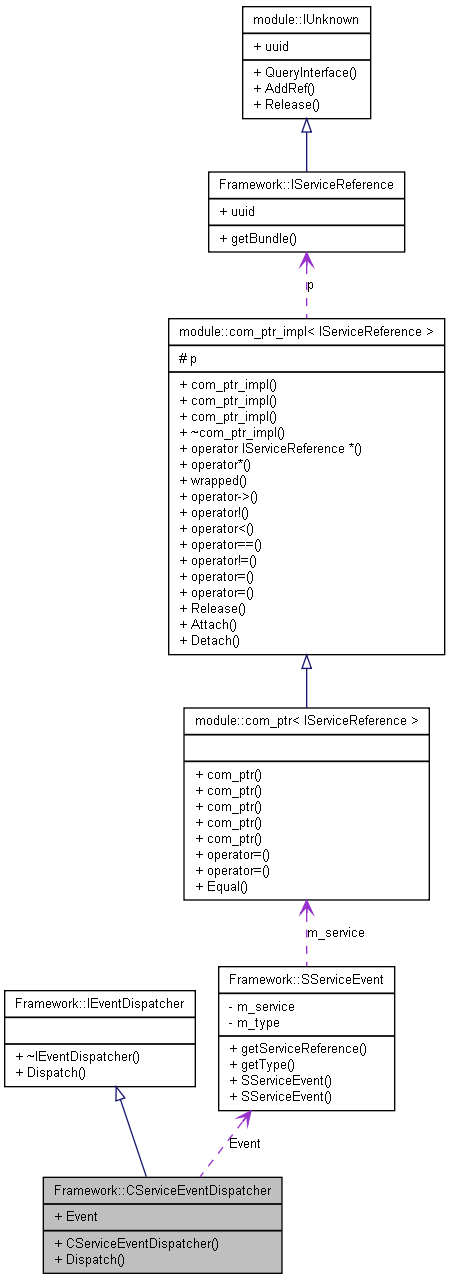 module::IUnknown
+ uuid
+ QueryInterface()
+ AddRef()
+ Release()
Framework::IServiceReference
+ uuid
+ getBundle()
p
module::com_ptr_impl< IServiceReference >
# p
+ com_ptr_impl()
+ com_ptr_impl()
+ com_ptr_impl()
+ ~com_ptr_impl()
+ operator IServiceReference *()
+ operator*()
+ wrapped()
+ operator->()
+ operator!()
+ operator<()
+ operator==()
+ operator!=()
+ operator=()
+ operator=()
+ Release()
+ Attach()
+ Detach()
module::com_ptr< IServiceReference >
+ com_ptr()
+ com_ptr()
+ com_ptr()
+ com_ptr()
+ com_ptr()
+ operator=()
+ operator=()
+ Equal()
m_service
Framework::SServiceEvent
- m_service
- m_type
+ getServiceReference()
+ getType()
+ SServiceEvent()
+ SServiceEvent()
Framework::IEventDispatcher
+ ~IEventDispatcher()
+ Dispatch()
Event
Framework::CServiceEventDispatcher
+ Event
+ CServiceEventDispatcher()
+ Dispatch()